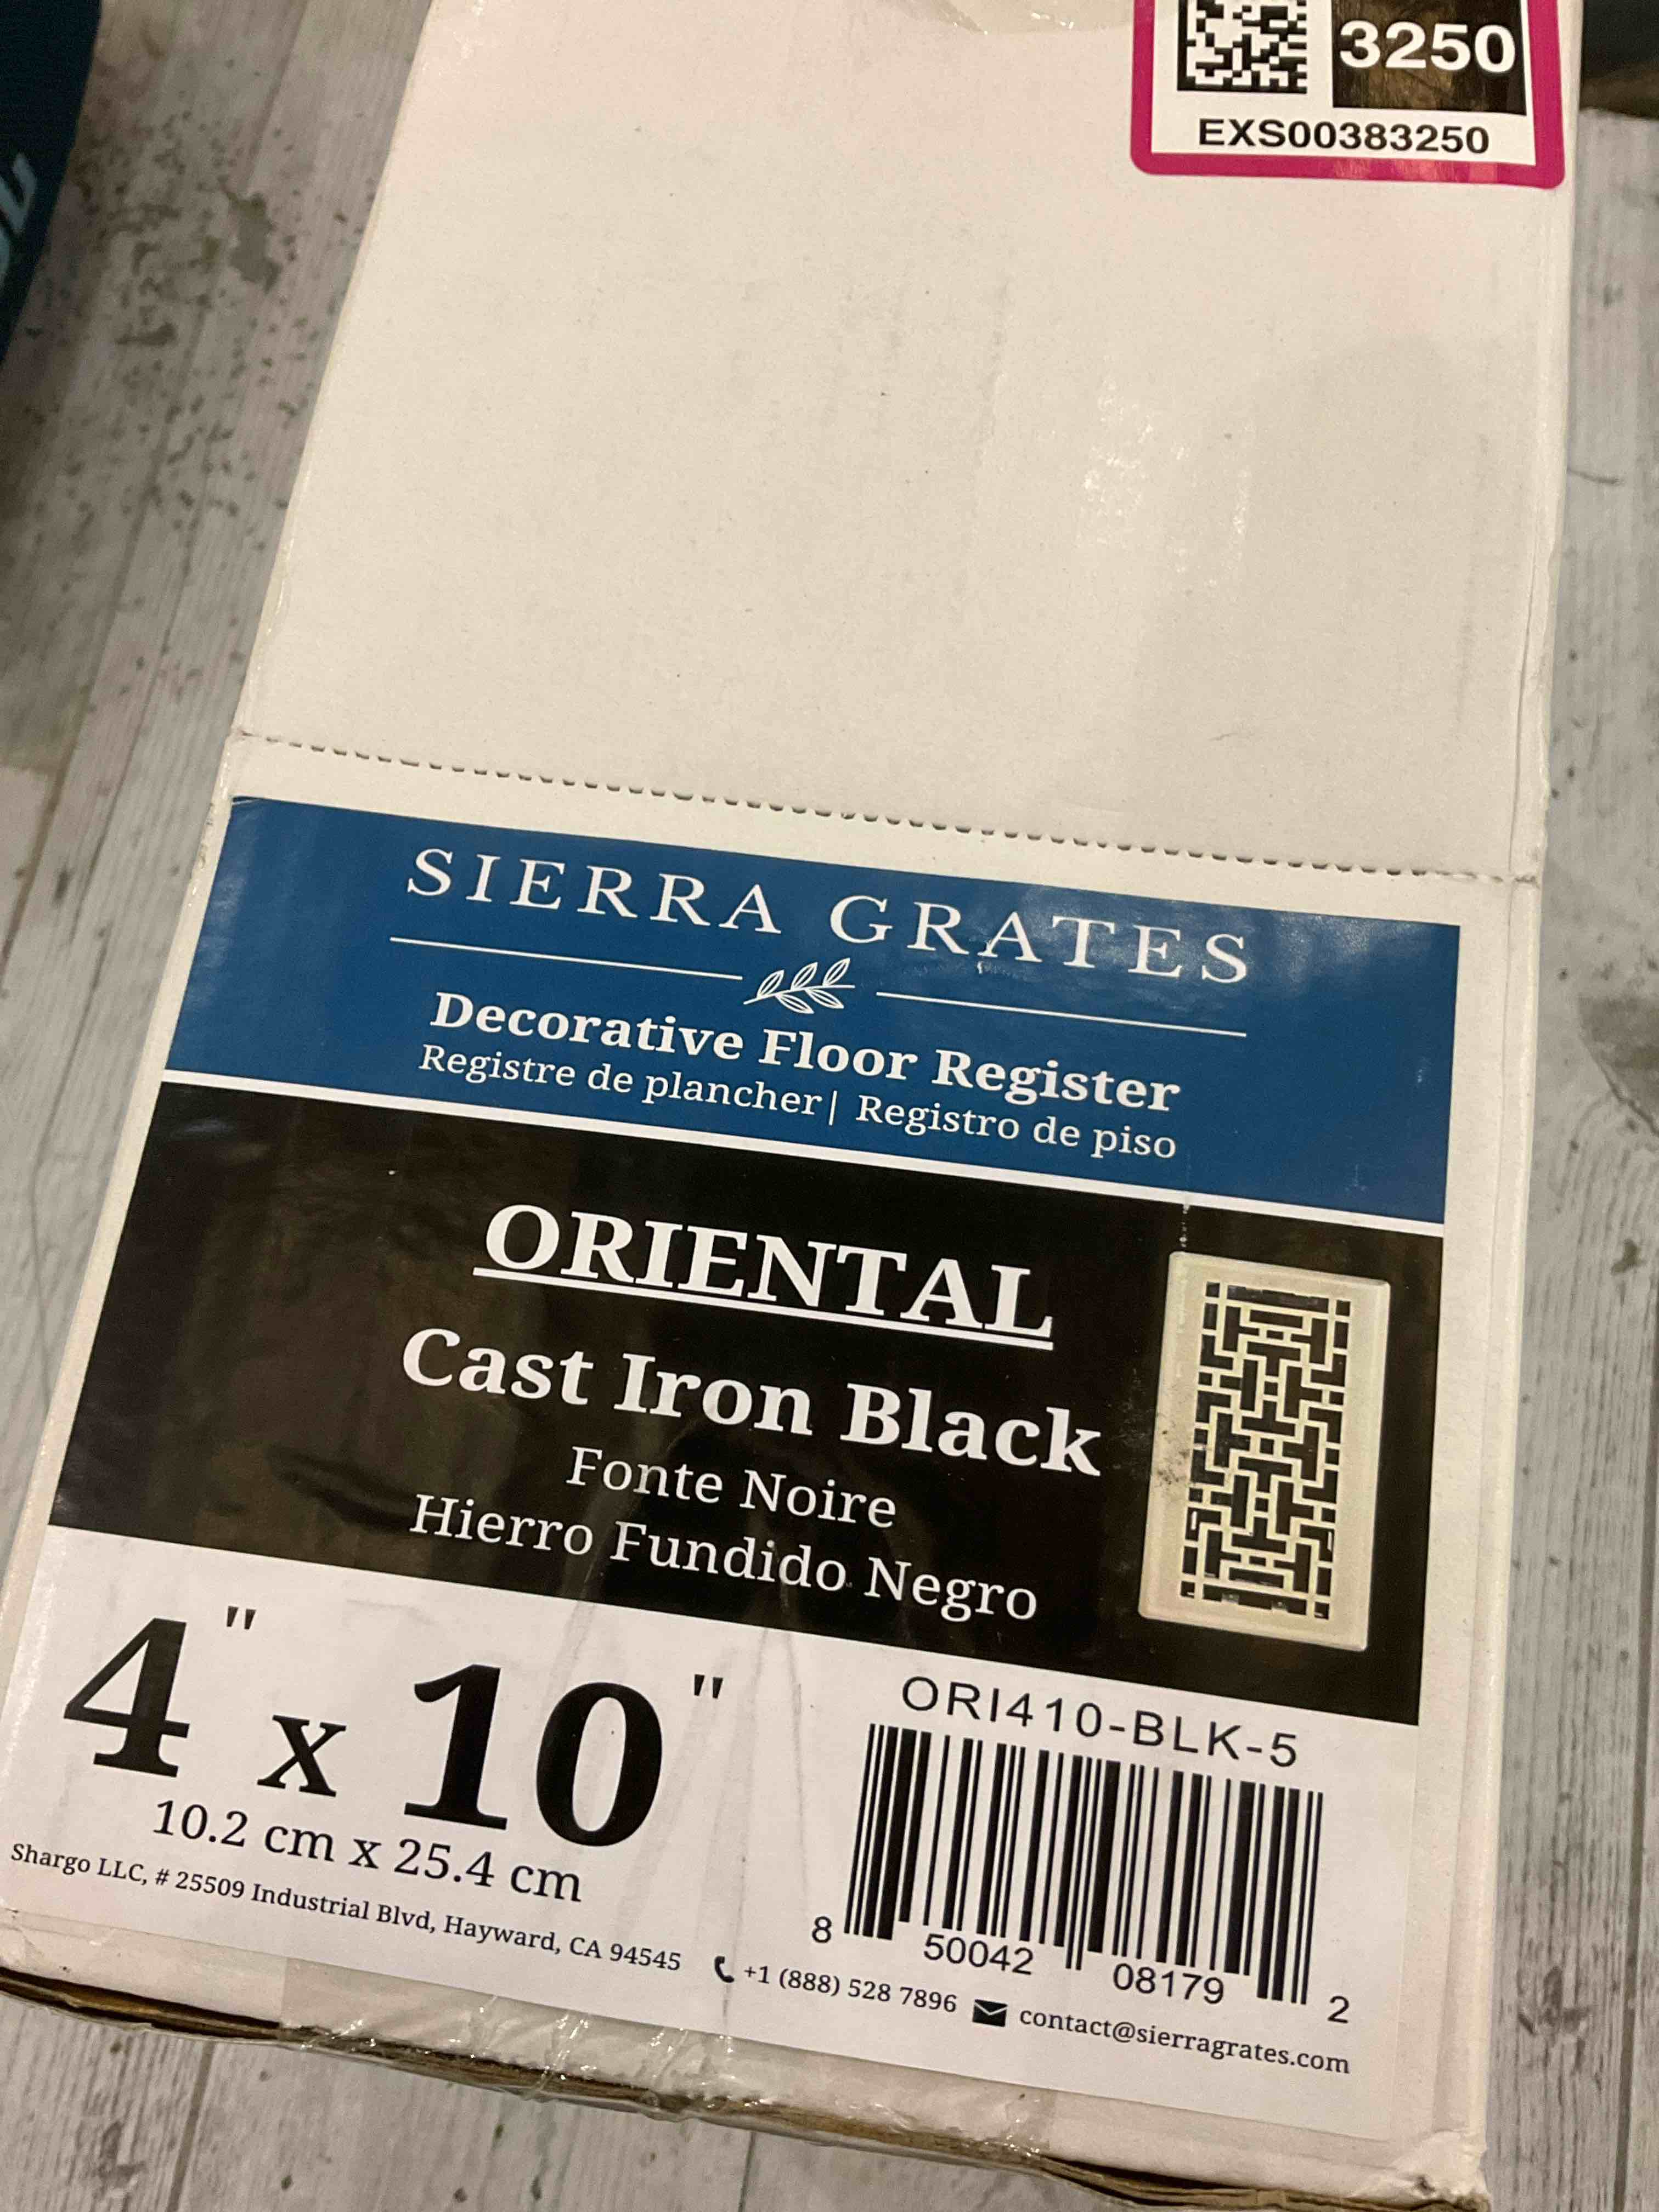 3250
EXS00383250
SIERRA GRATES
Decorative Floor Register
Registre de plancher| Registro de piso
ORIENTAL
Cast Iron Black
Fonte Noire
Hierro Fundido Negro
4" x 10"
10.2 cm x 25.4 cm
ORI410-BLK-5
8 50042 08179 2
Shargo LLC, # 25509 Industrial Blvd, Hayward, CA 94545 +1 (888) 528 7896 contact@sierragrates.com